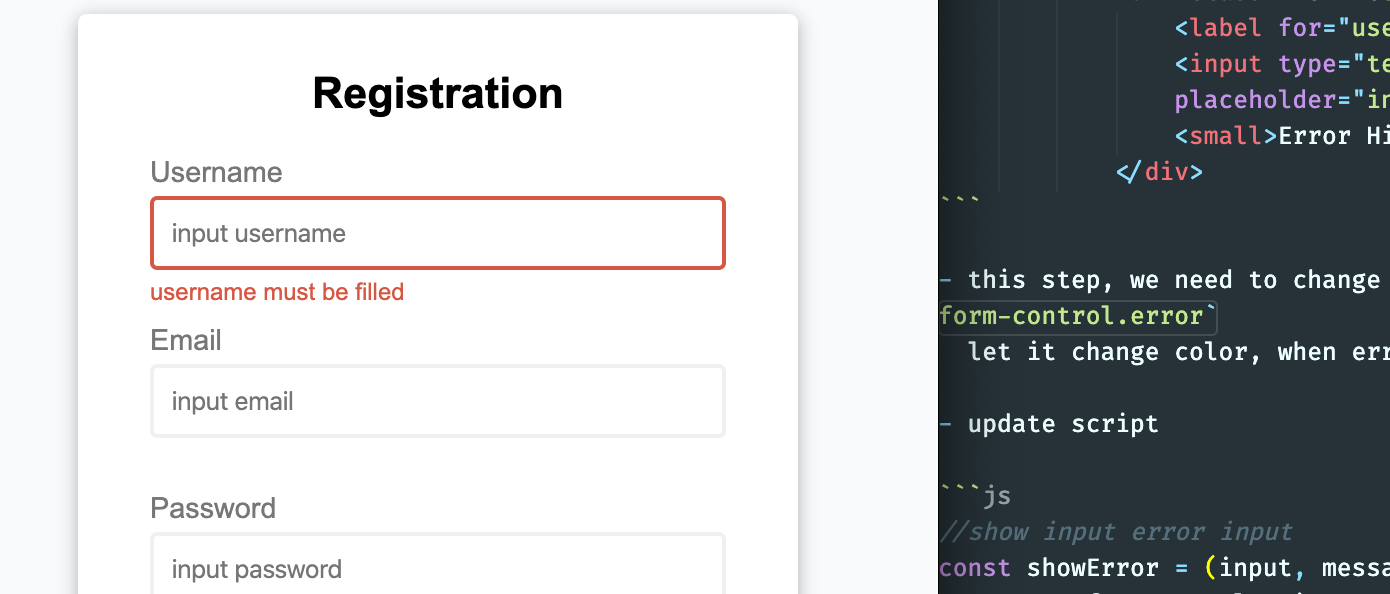 Registration
Username
input username
username must be filled
Email
input email
Password
input password
<label for="use
<input type="te
placeholder="in
<small>Error Hi
</div>
```
- this step, we need to change
form-control.error`
let it change color, when err
- update script
```js
//show input error input
const showError = (input, messa